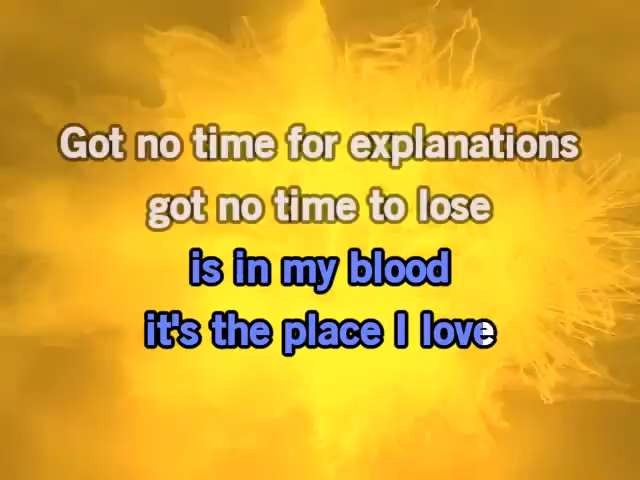 Got no time for explanations
got no time to lose
is in my blood
it's the place I love